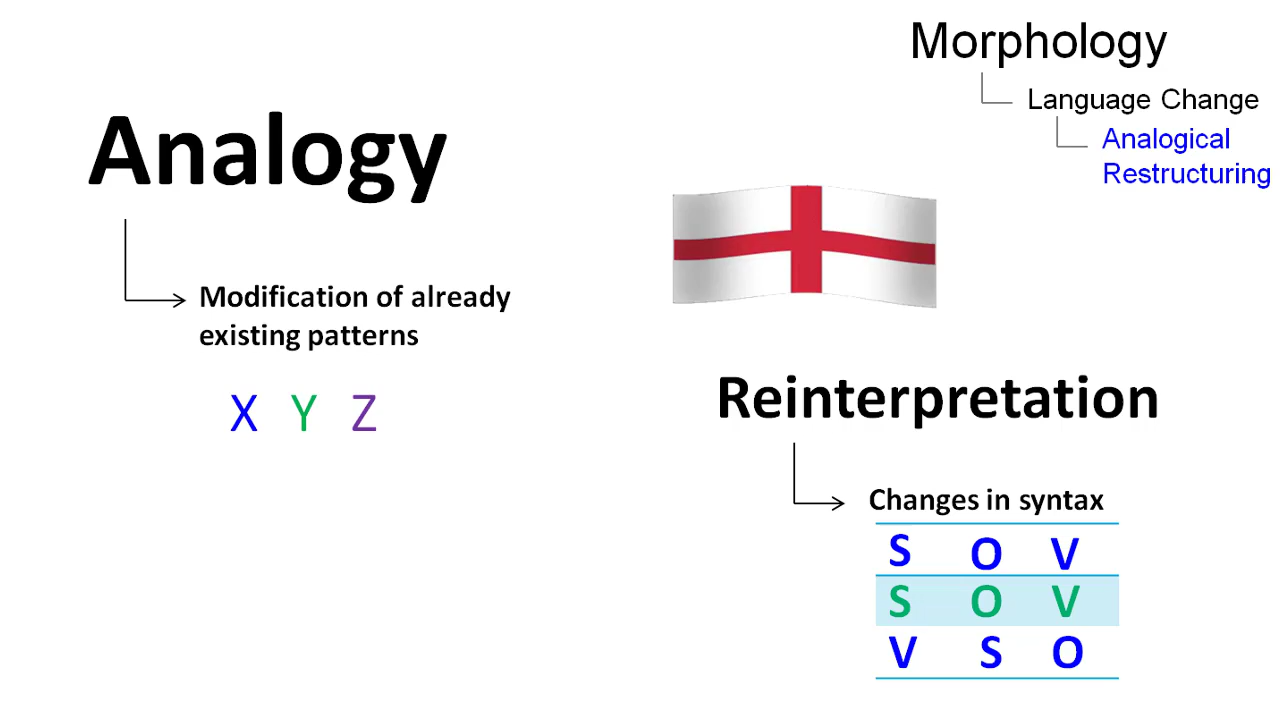 Morphology
Language Change
Analogical
Restructuring
Analogy
Modification of already
existing patterns
X Y Z
Reinterpretation
Changes in syntax
S O V
S O V
V S O